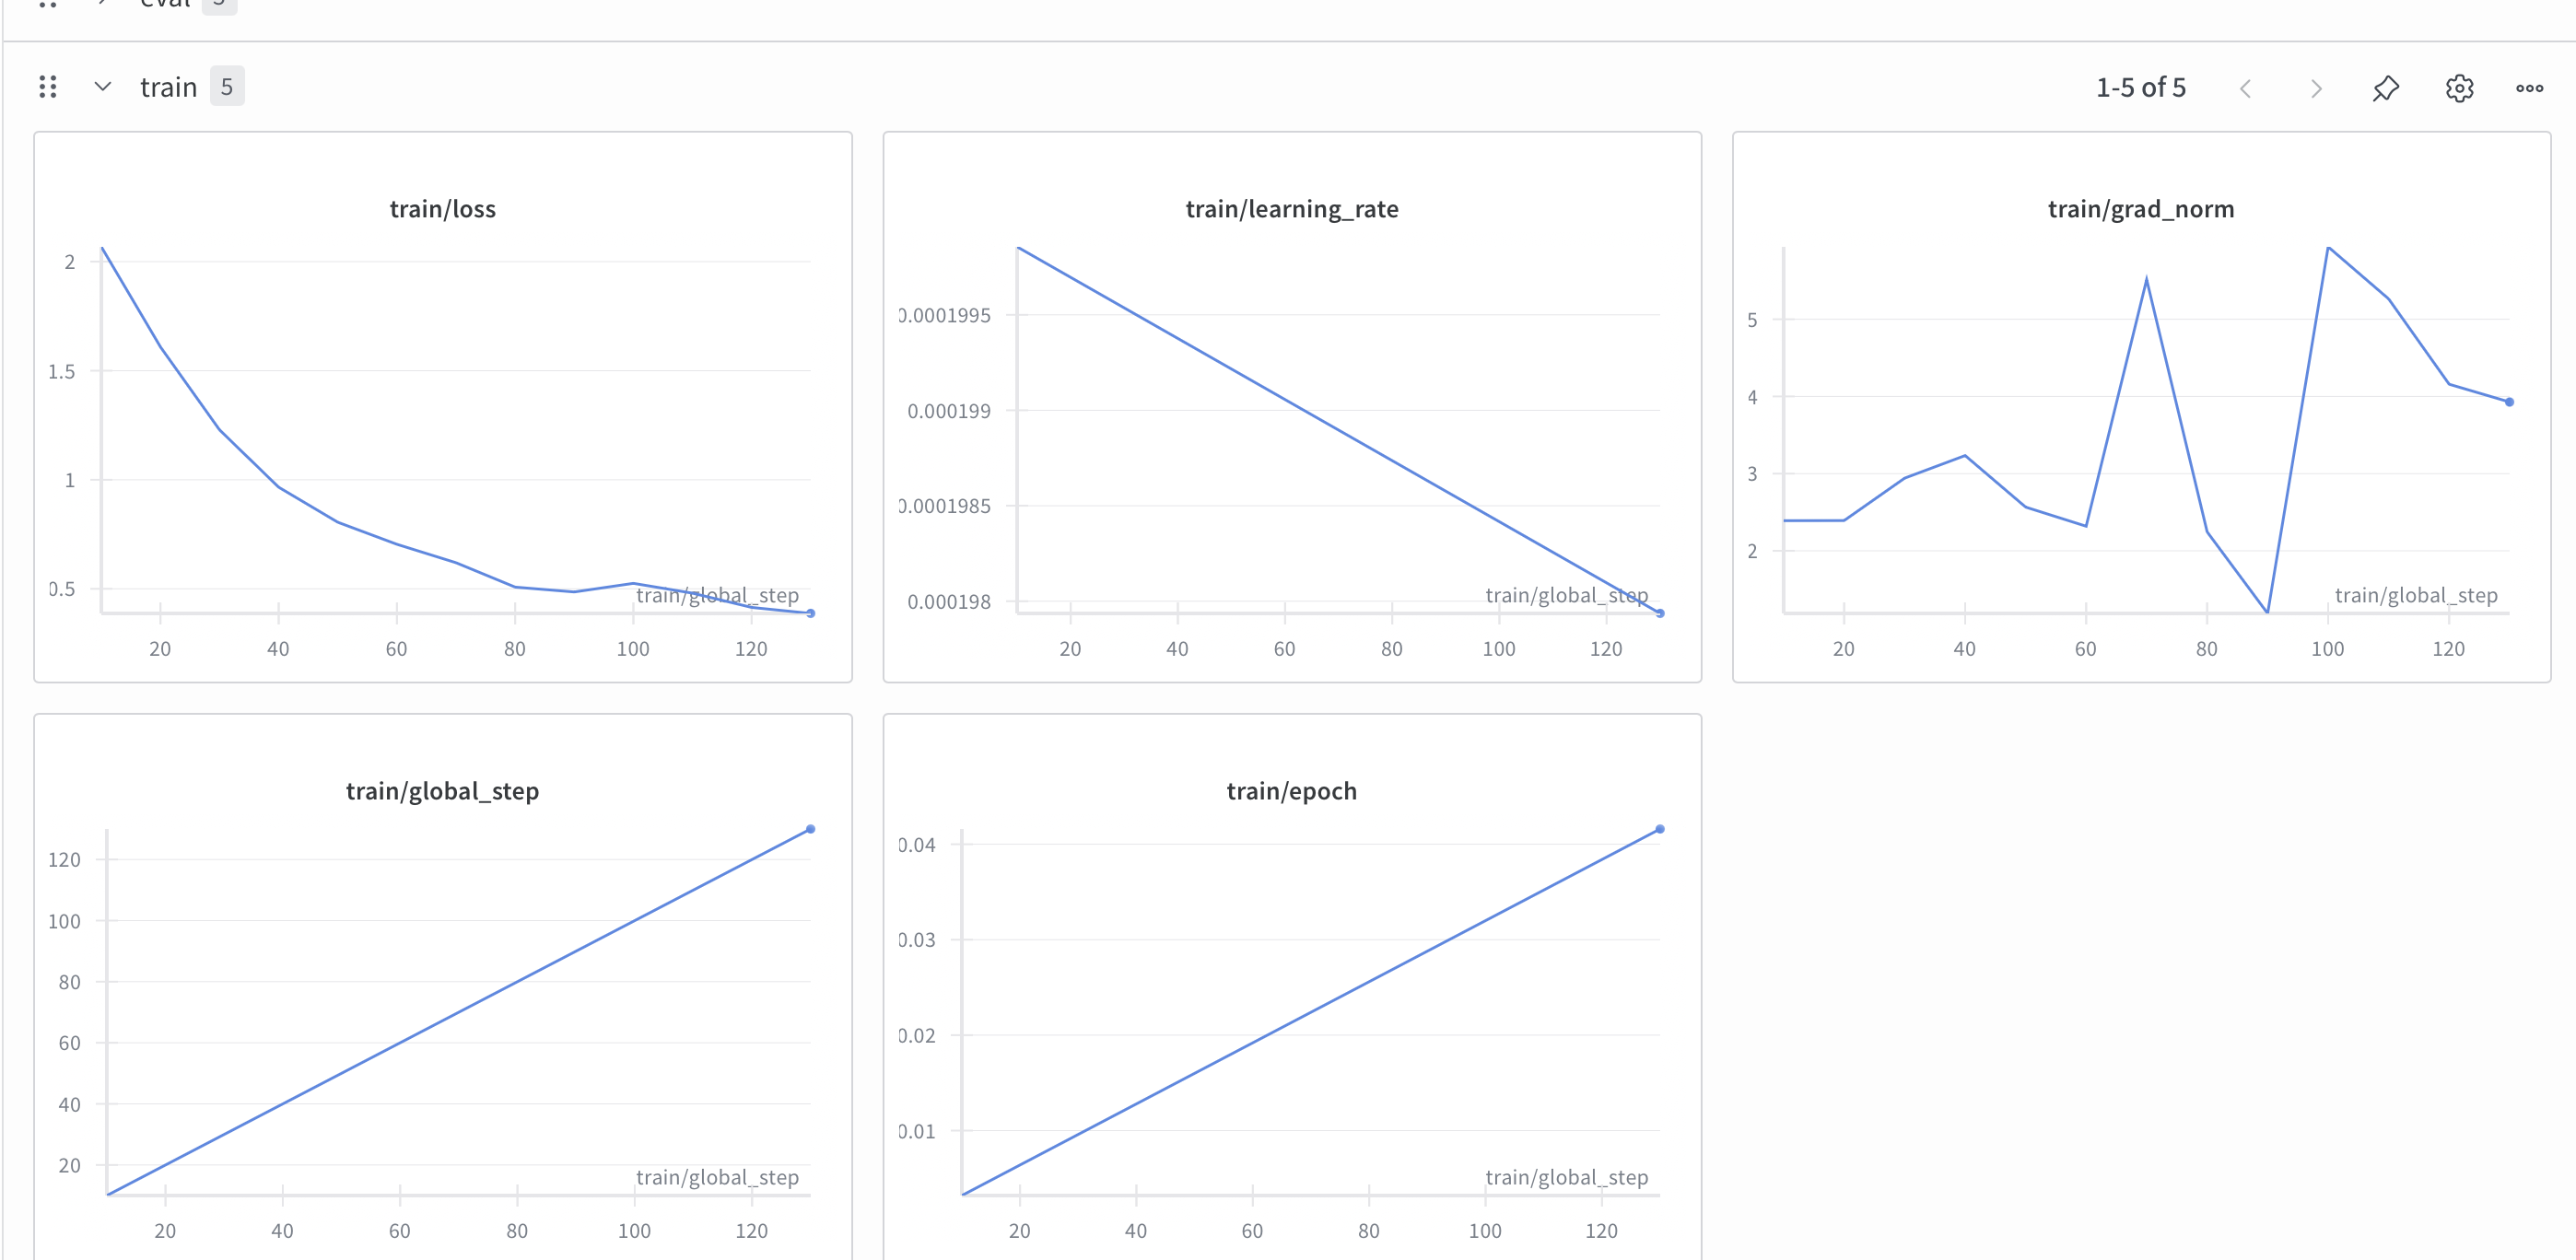 eval
train 5
1-5 of 5
train/loss
2
1.5
1
0.5
train/global_step
20 40 60 80 100 120
train/learning_rate
0.0001995
0.000199
0.0001985
0.000198
train/global_step
20 40 60 80 100 120
train/grad_norm
5
4
3
2
train/global_step
20 40 60 80 100 120
train/global_step
120
100
80
60
40
20
train/global_step
20 40 60 80 100 120
train/epoch
0.04
0.03
0.02
0.01
train/global_step
20 40 60 80 100 120